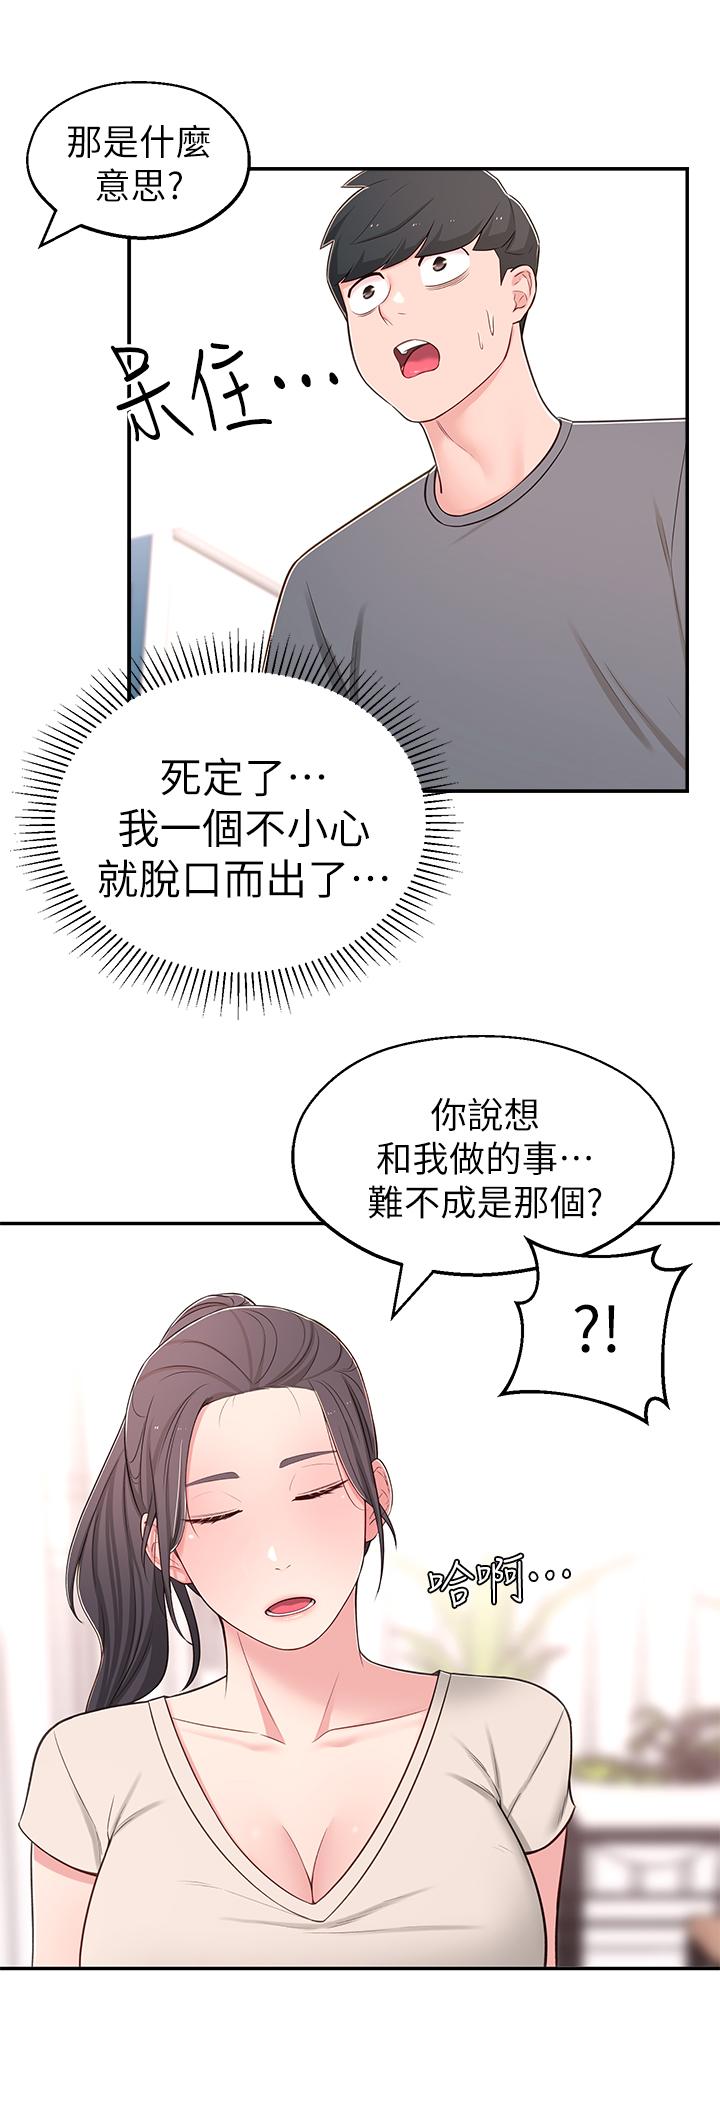 那是什麼
意思?
呆住…
死定了…
我一個不小心
就脫口而出了…
你說想
和我做的事…
難不成是那個?
?!
哈啊…